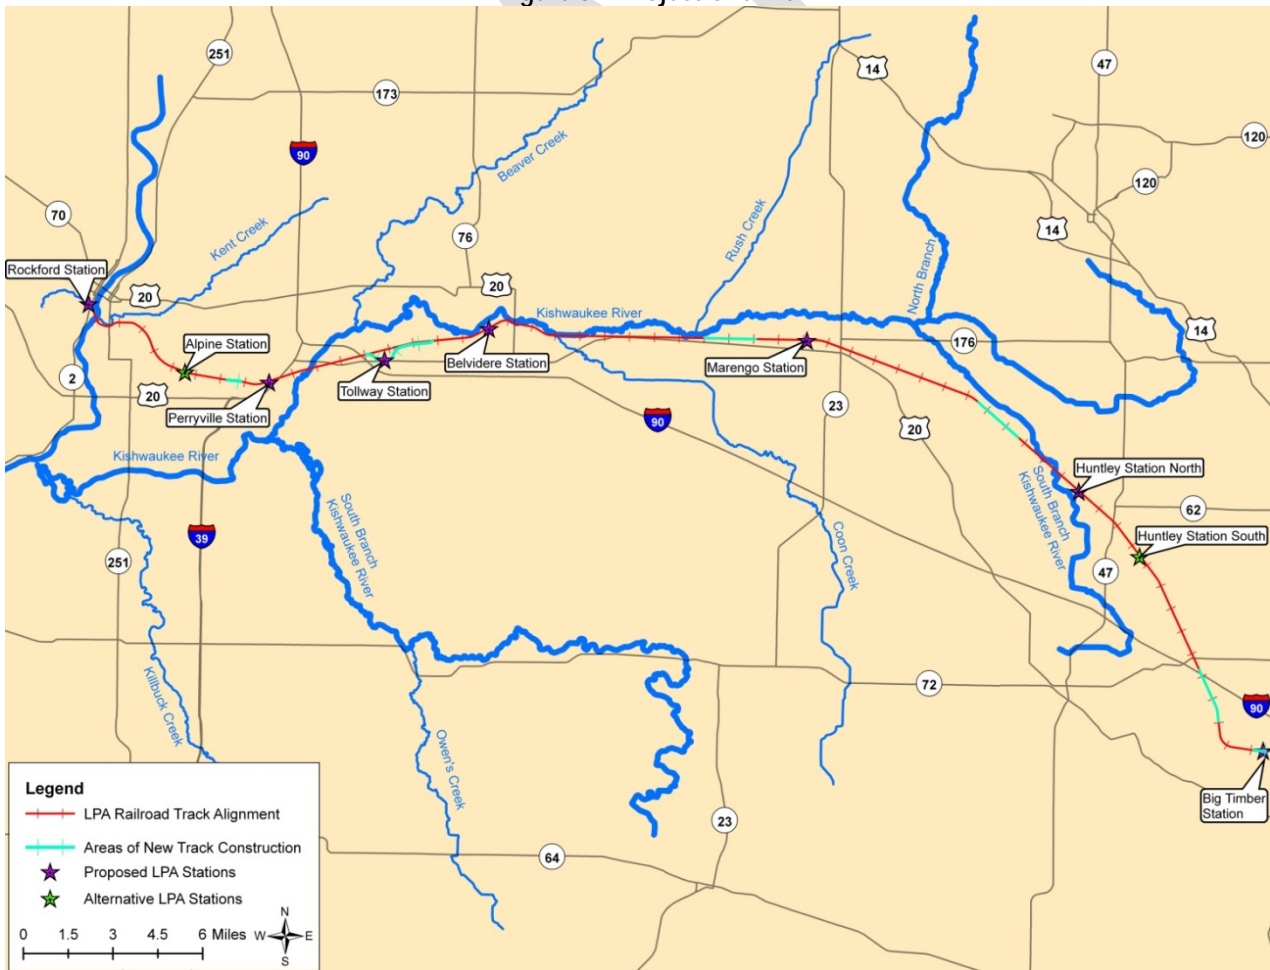 251
14
47
173
90
120
Beaver Creek
120
70
Kent Creek
Rush Creek
14
76
Rockford Station
20
20
North Branch
Kishwaukee River
14
Alpine Station
176
Belvidere Station
Marengo Station
2
20
Tollway Station
Perryville Station
23
90
20
Kishwaukee River
Huntley Station North
South Branch
Kishwaukee River
South Branch
Kishwaukee River
62
39
Huntley Station South
Coon Creek
251
47
Killbuck Creek
72
90
Owen's Creek
Big Timber
Station
23
64
Legend
LPA Railroad Track Alignment
Areas of New Track Construction
Proposed LPA Stations
Alternative LPA Stations
N
0 1.5 3 4.5 6 Miles W E
S